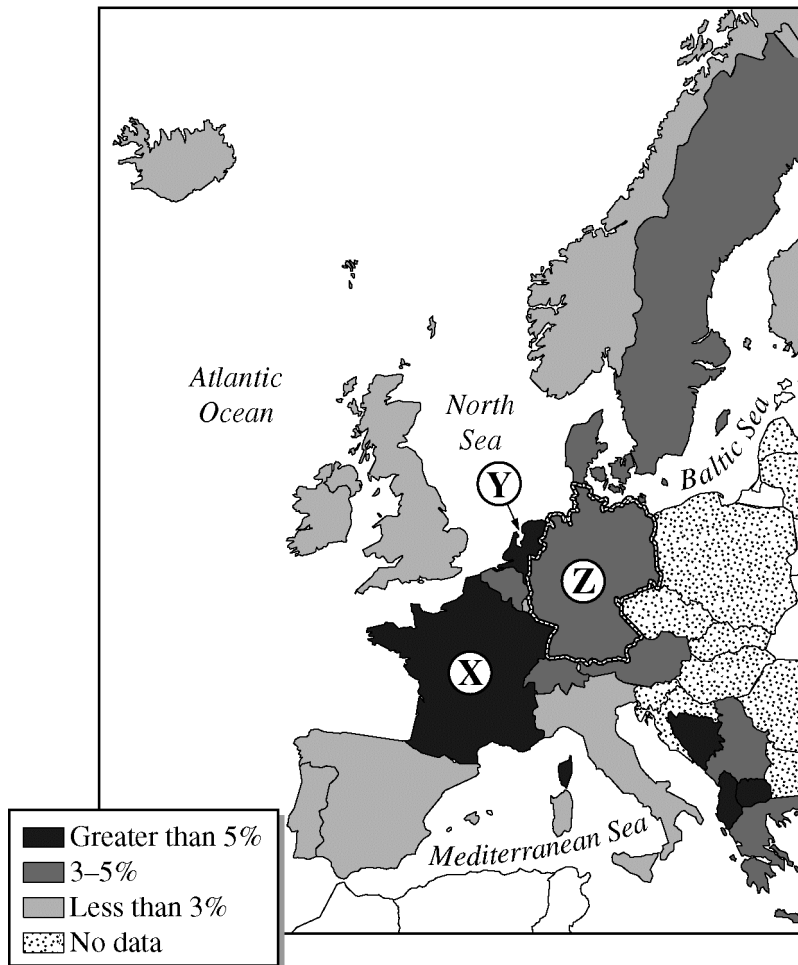 Atlantic
Ocean
North
Sea
Y
Baltic Sea
Z
X
Mediterranean Sea
Greater than 5%
3–5%
Less than 3%
No data